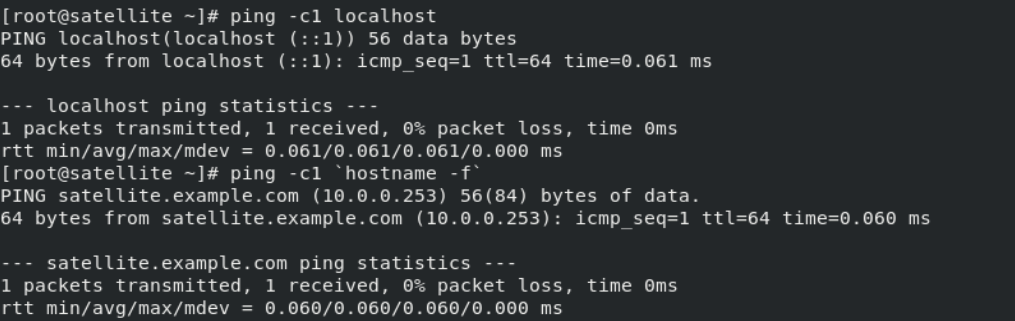 [root@satellite ~]# ping -c1 localhost
PING localhost(localhost (::1)) 56 data bytes
64 bytes from localhost (::1): icmp_seq=1 ttl=64 time=0.061 ms

--- localhost ping statistics ---
1 packets transmitted, 1 received, 0% packet loss, time 0ms
rtt min/avg/max/mdev = 0.061/0.061/0.061/0.000 ms
[root@satellite ~]# ping -c1 `hostname -f`
PING satellite.example.com (10.0.0.253) 56(84) bytes of data.
64 bytes from satellite.example.com (10.0.0.253): icmp_seq=1 ttl=64 time=0.060 ms

--- satellite.example.com ping statistics ---
1 packets transmitted, 1 received, 0% packet loss, time 0ms
rtt min/avg/max/mdev = 0.060/0.060/0.060/0.000 ms